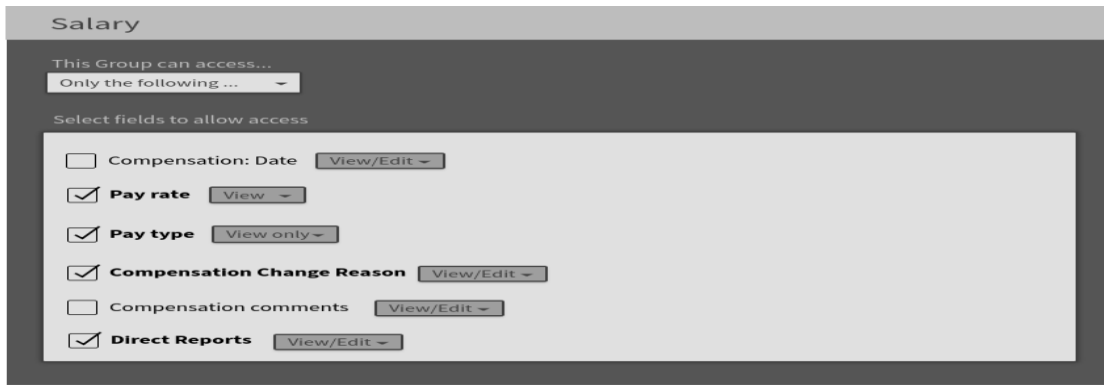 Salary
This Group can access...
Only the following ...
Select fields to allow access
Compensation: Date View/Edit
Pay rate View
Pay type View only
Compensation Change Reason View/Edit
Compensation comments View/Edit
Direct Reports View/Edit